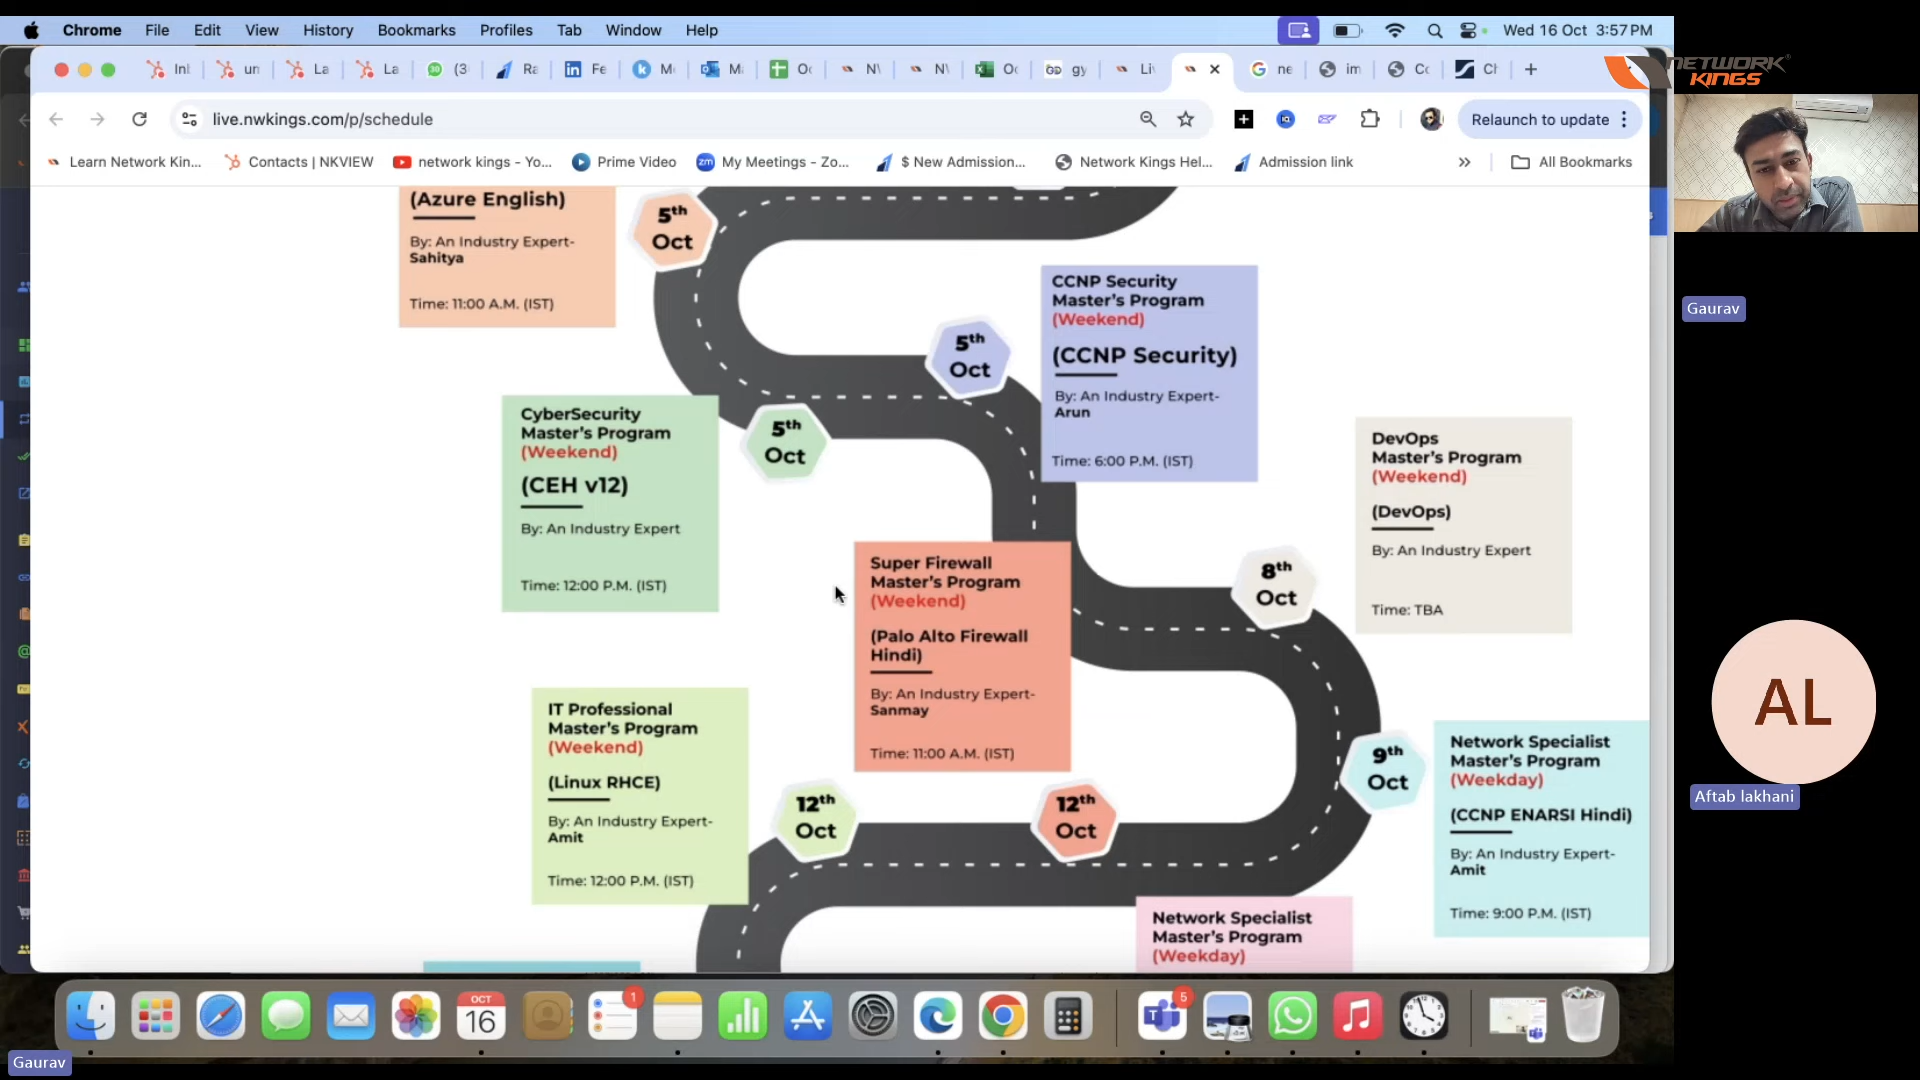 Chrome File Edit View History Bookmarks Profiles Tab Window Help
Wed 16 Oct 3:57 PM
NETWORK
KINGS
live.nwkings.com/p/schedule
Relaunch to update
Learn Network Kin... Contacts | NKVIEW network kings - Yo... Prime Video My Meetings - Zo... $ New Admission... Network Kings Hel... Admission link
All Bookmarks
(Azure English)
By: An Industry Expert-
Sahitya
Time: 11:00 A.M. (IST)
5th
Oct
CCNP Security
Master's Program
(Weekend)
(CCNP Security)
By: An Industry Expert-
Arun
Time: 6:00 P.M. (IST)
5th
Oct
CyberSecurity
Master's Program
(Weekend)
(CEH v12)
By: An Industry Expert
Time: 12:00 P.M. (IST)
5th
Oct
DevOps
Master's Program
(Weekend)
(DevOps)
By: An Industry Expert
Time: TBA
8th
Oct
Super Firewall
Master's Program
(Weekend)
(Palo Alto Firewall
Hindi)
By: An Industry Expert-
Sanmay
Time: 11:00 A.M. (IST)
12th
Oct
IT Professional
Master's Program
(Weekend)
(Linux RHCE)
By: An Industry Expert-
Amit
Time: 12:00 P.M. (IST)
12th
Oct
9th
Oct
Network Specialist
Master's Program
(Weekday)
(CCNP ENARSI Hindi)
By: An Industry Expert-
Amit
Time: 9:00 P.M. (IST)
Network Specialist
Master's Program
(Weekday)
Gaurav
AL
Aftab lakhani
OCT
16
1
5
Gaurav